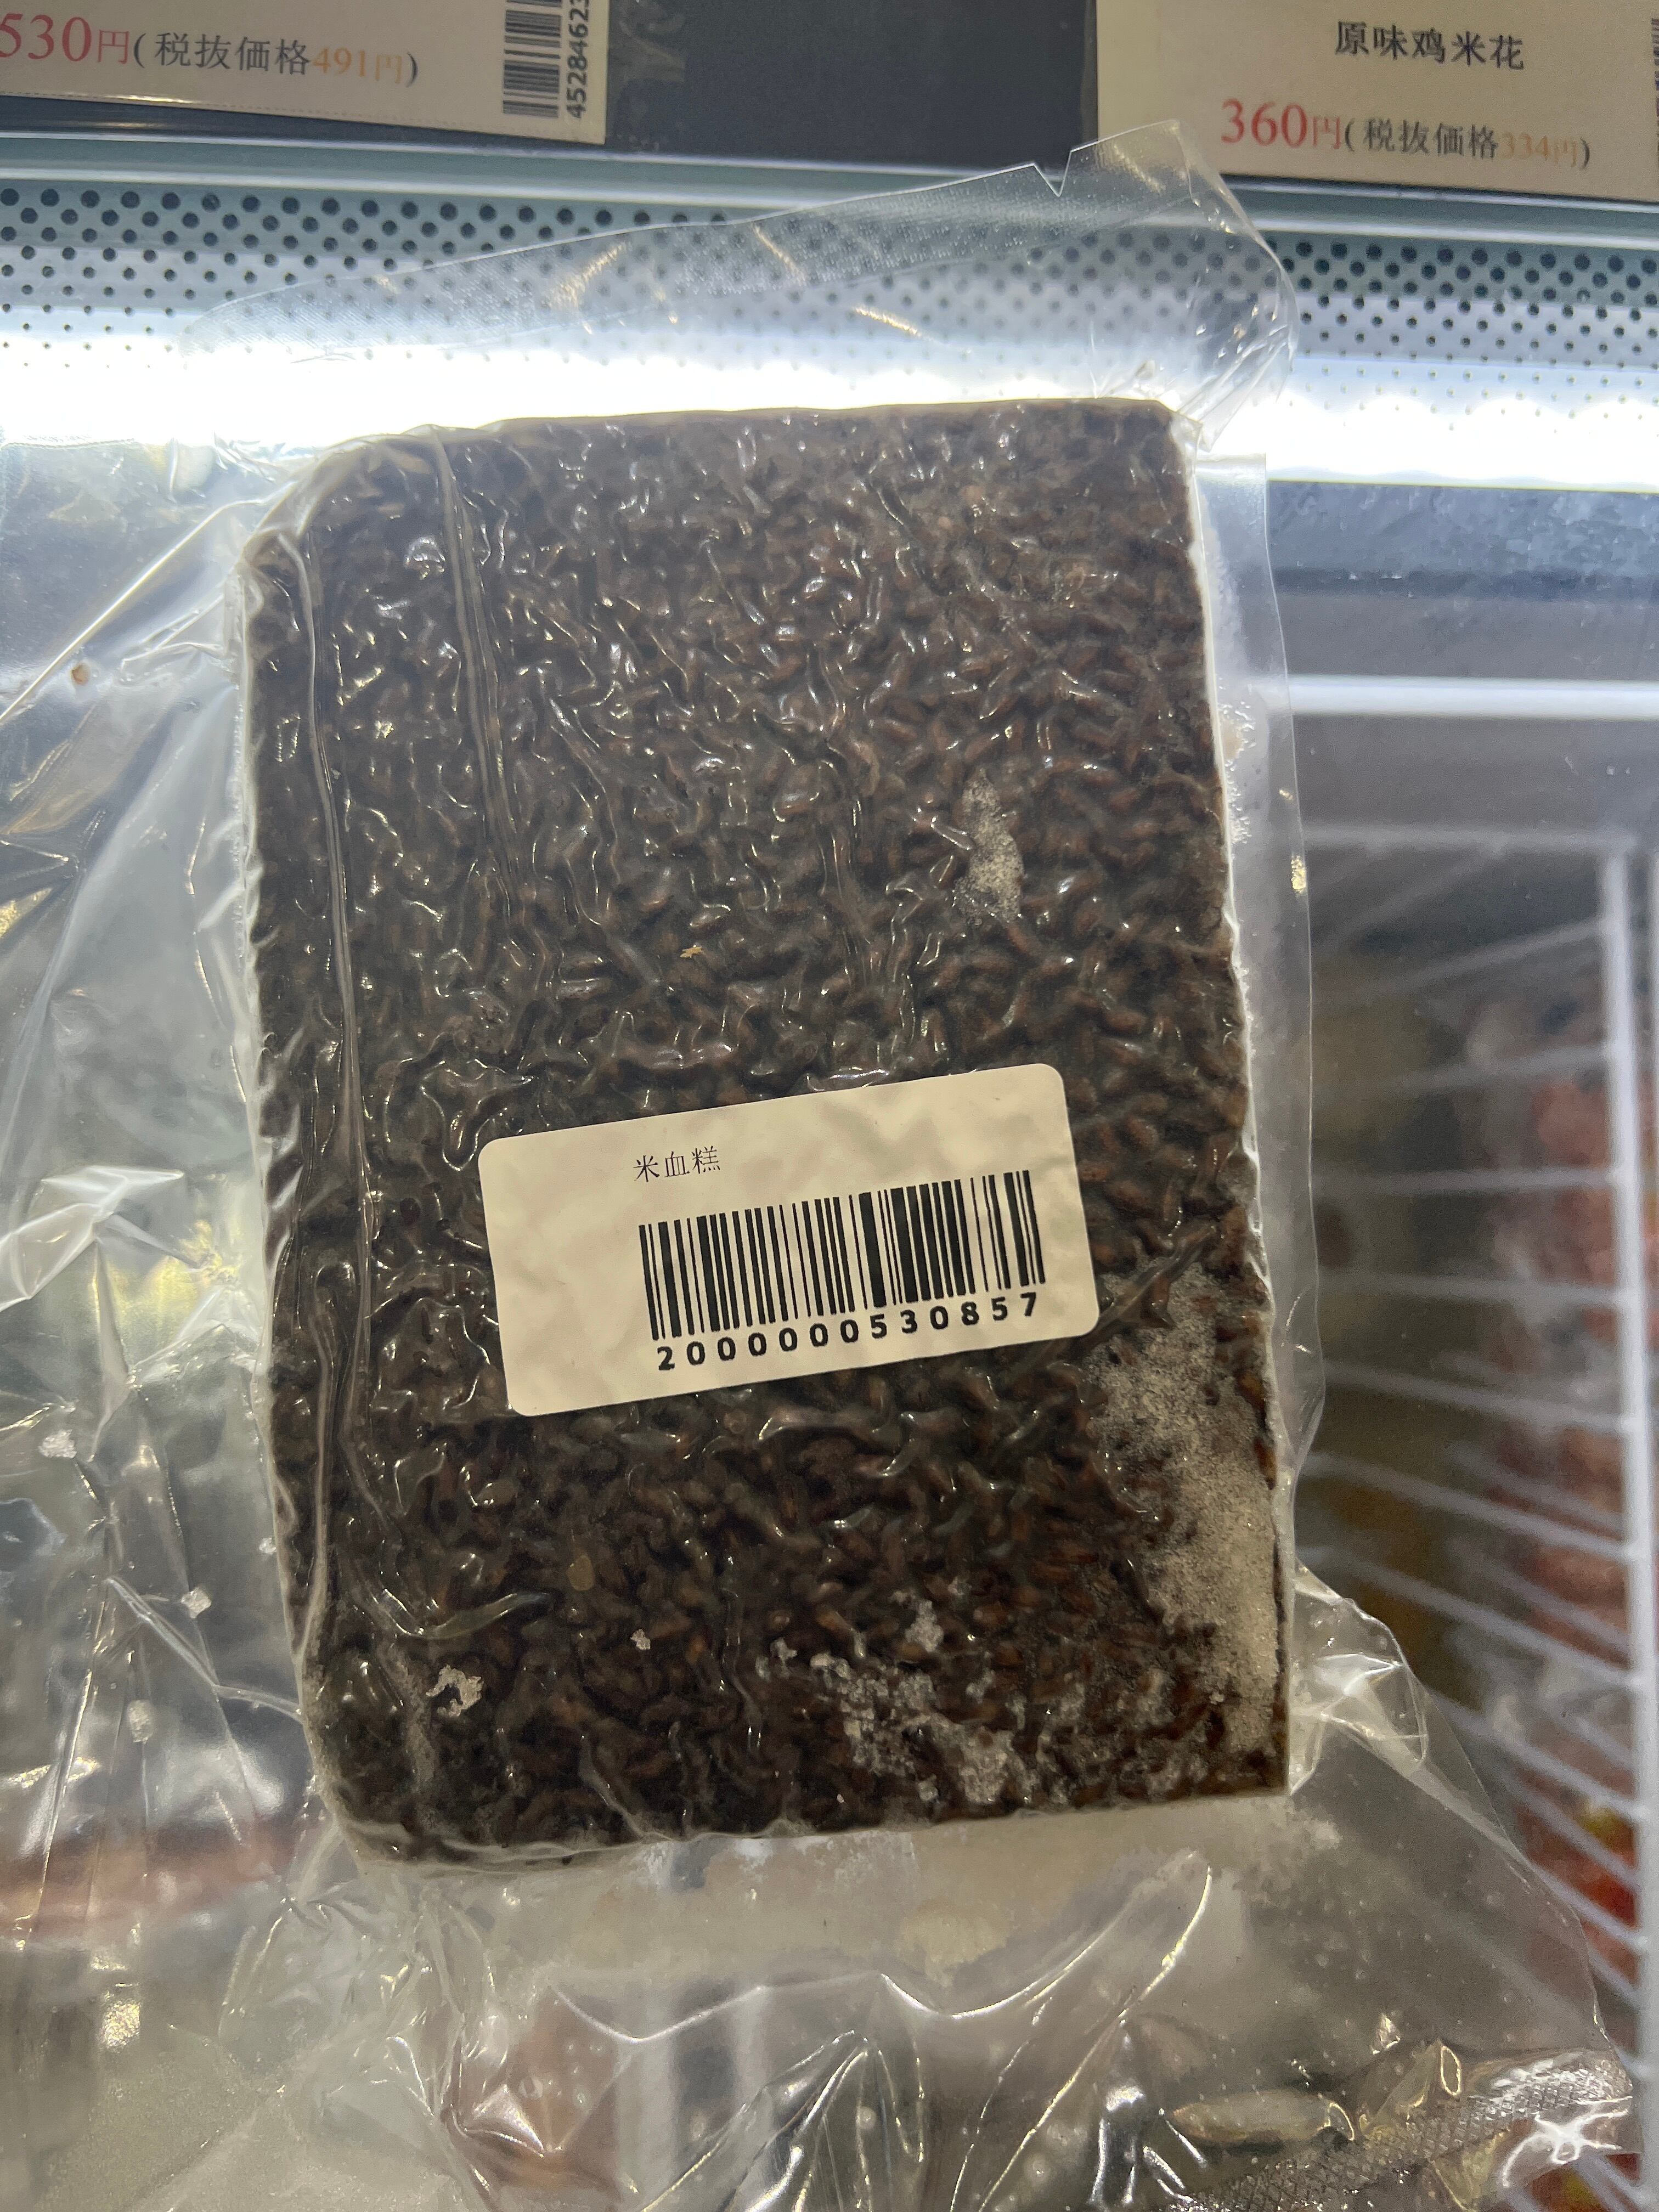 530円(税抜価格491円)
45284623
原味鸡米花
360円(税抜価格334円)
米血糕
2000000530857